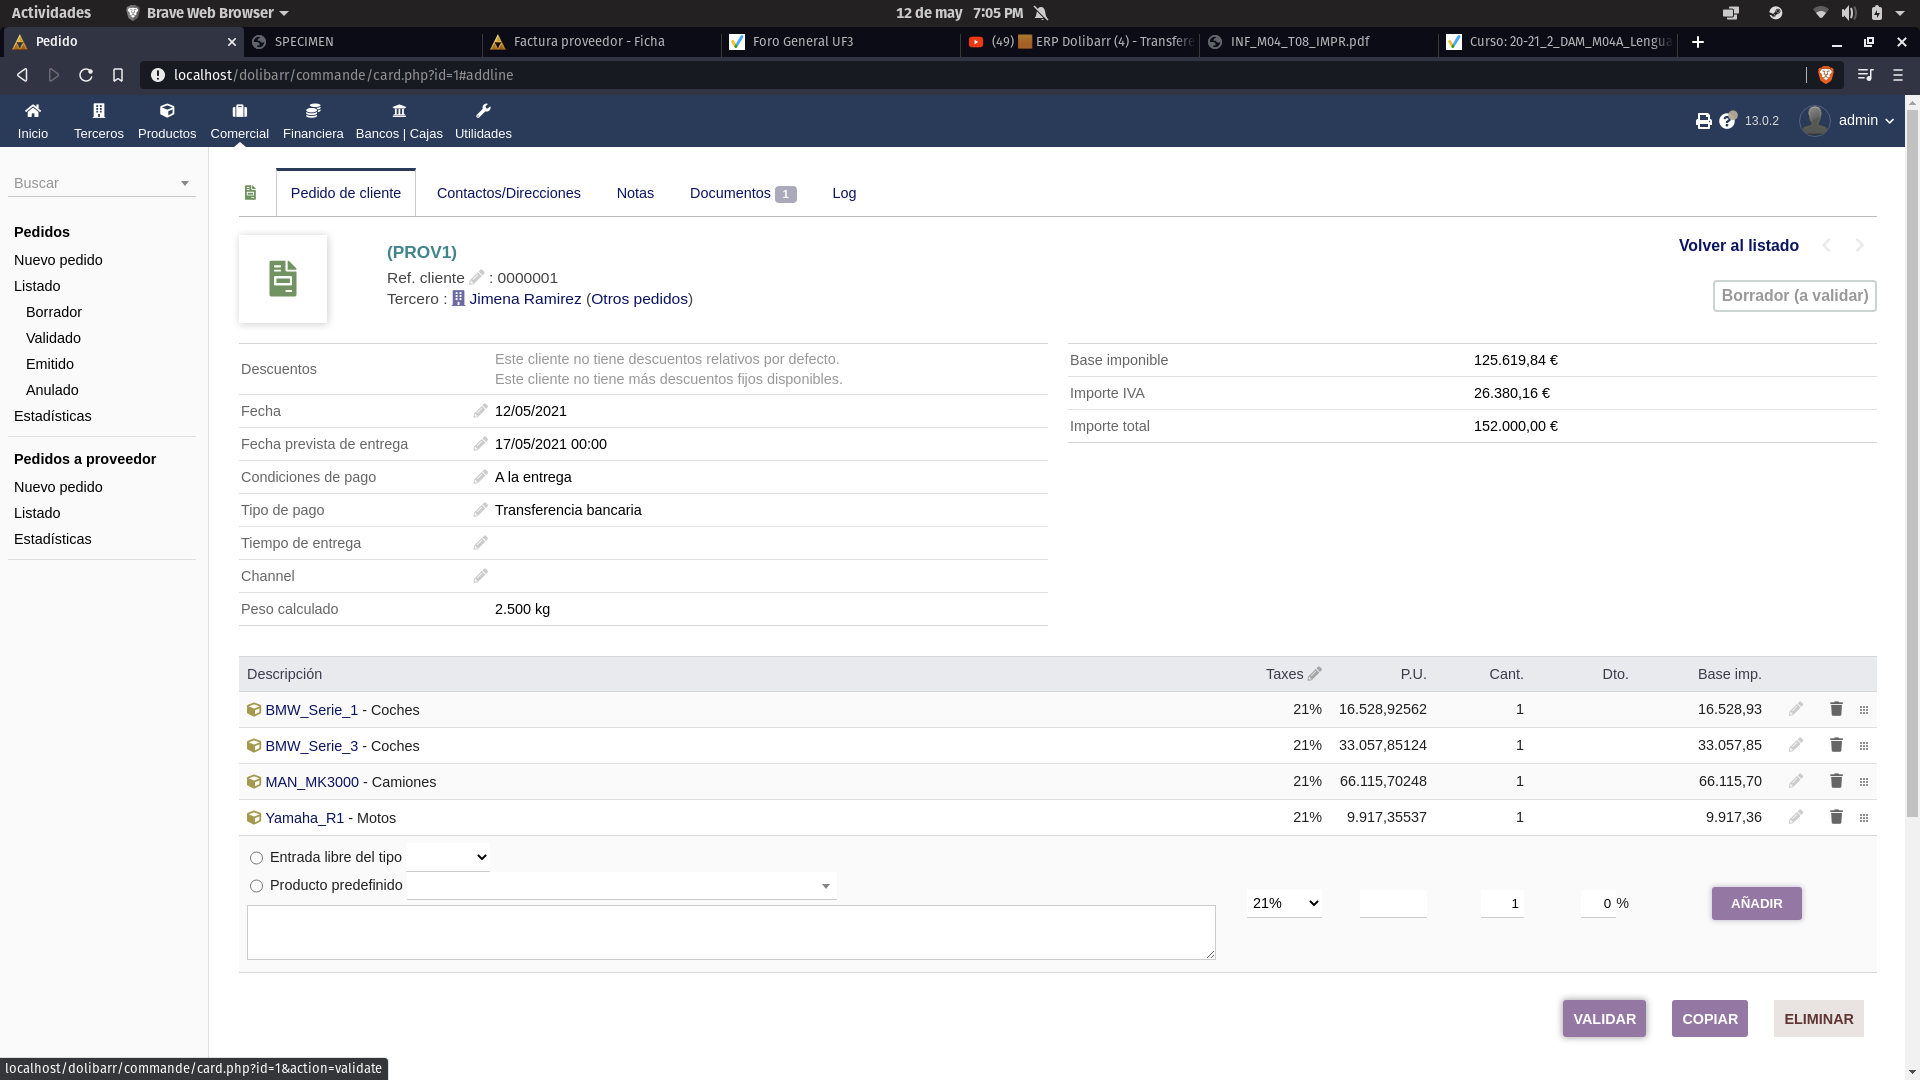 Actividades
Brave Web Browser
12 de may 7:05 PM
Pedido
SPECIMEN
Factura proveedor - Ficha
Foro General UF3
(49) ERP Dolibarr (4) - Transfere
INF_M04_T08_IMPR.pdf
Curso: 20-21_2_DAM_M04A_Lengua
localhost/dolibarr/commande/card.php?id=1#addline
Inicio
Terceros
Productos
Comercial
Financiera
Bancos | Cajas
Utilidades
13.0.2
admin
Buscar
Pedidos
Nuevo pedido
Listado
Borrador
Validado
Emitido
Anulado
Estadísticas
Pedidos a proveedor
Nuevo pedido
Listado
Estadísticas
Pedido de cliente
Contactos/Direcciones
Notas
Documentos 1
Log
(PROV1)
Ref. cliente : 0000001
Tercero : Jimena Ramirez (Otros pedidos)
Volver al listado
Borrador (a validar)
Descuentos
Este cliente no tiene descuentos relativos por defecto.
Este cliente no tiene más descuentos fijos disponibles.
Fecha 12/05/2021
Fecha prevista de entrega 17/05/2021 00:00
Condiciones de pago A la entrega
Tipo de pago Transferencia bancaria
Tiempo de entrega
Channel
Peso calculado 2.500 kg
Base imponible 125.619,84 €
Importe IVA 26.380,16 €
Importe total 152.000,00 €
Descripción Taxes P.U. Cant. Dto. Base imp.
BMW_Serie_1 - Coches 21% 16.528,92562 1 16.528,93
BMW_Serie_3 - Coches 21% 33.057,85124 1 33.057,85
MAN_MK3000 - Camiones 21% 66.115,70248 1 66.115,70
Yamaha_R1 - Motos 21% 9.917,35537 1 9.917,36
Entrada libre del tipo
Producto predefinido
21% 1 0 % AÑADIR
VALIDAR COPIAR ELIMINAR
localhost/dolibarr/commande/card.php?id=1&action=validate